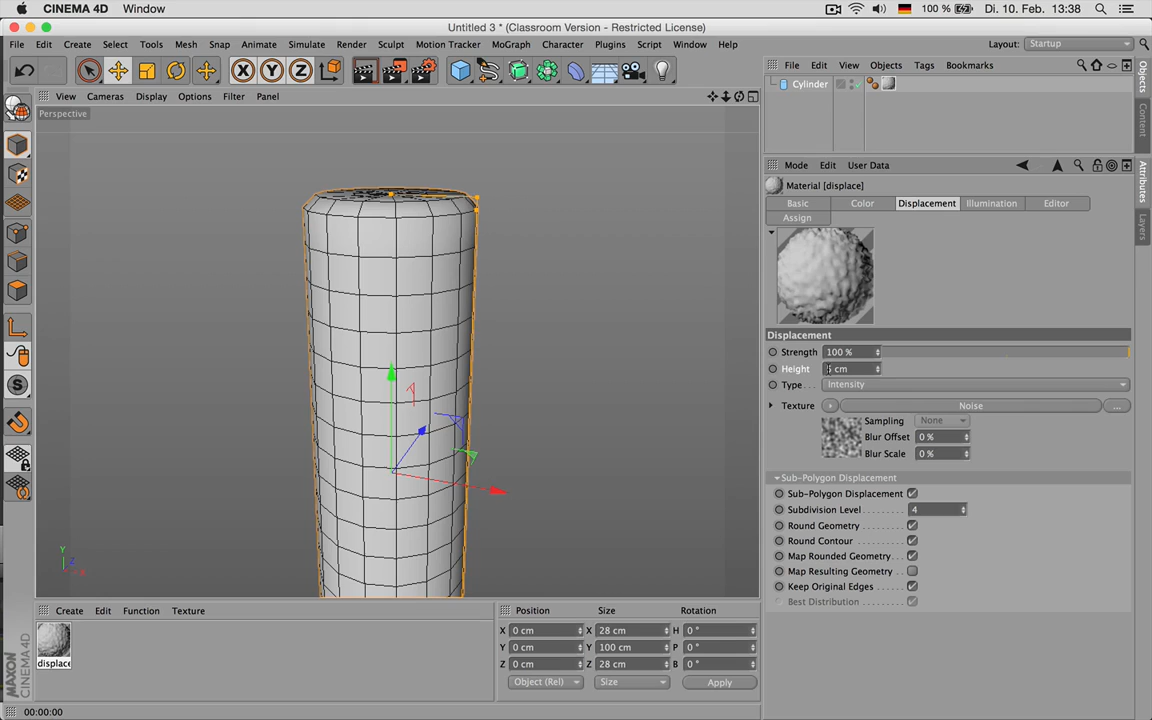 CINEMA 4D Window 100 % Di. 10. Feb. 13:38
Untitled 3 * (Classroom Version - Restricted License)
File Edit Create Select Tools Mesh Snap Animate Simulate Render Sculpt Motion Tracker MoGraph Character Plugins Script Window Help Layout: Startup
X Y Z
File Edit View Objects Tags Bookmarks
Cylinder
View Cameras Display Options Filter Panel
Perspective
Objects
Content
Attributes
Layers
Mode Edit User Data
Material [displace]
Basic Color Displacement Illumination Editor
Assign
Displacement
Strength 100 %
Height cm
Type . . . Intensity
Texture Noise ...
Sampling None
Blur Offset 0 %
Blur Scale 0 %
Sub-Polygon Displacement
Sub-Polygon Displacement
Subdivision Level . . . . . . . . 4
Round Geometry . . . . . . . .
Round Contour . . . . . . . . .
Map Rounded Geometry. . .
Map Resulting Geometry . .
Keep Original Edges . . . . .
Best Distribution . . . . . . . .
Y
Z
X
S
Create Edit Function Texture
displace
Position Size Rotation
X 0 cm X 28 cm H 0 °
Y 0 cm Y 100 cm P 0 °
Z 0 cm Z 28 cm B 0 °
Object (Rel) Size Apply
MAXON
CINEMA 4D
00:00:00